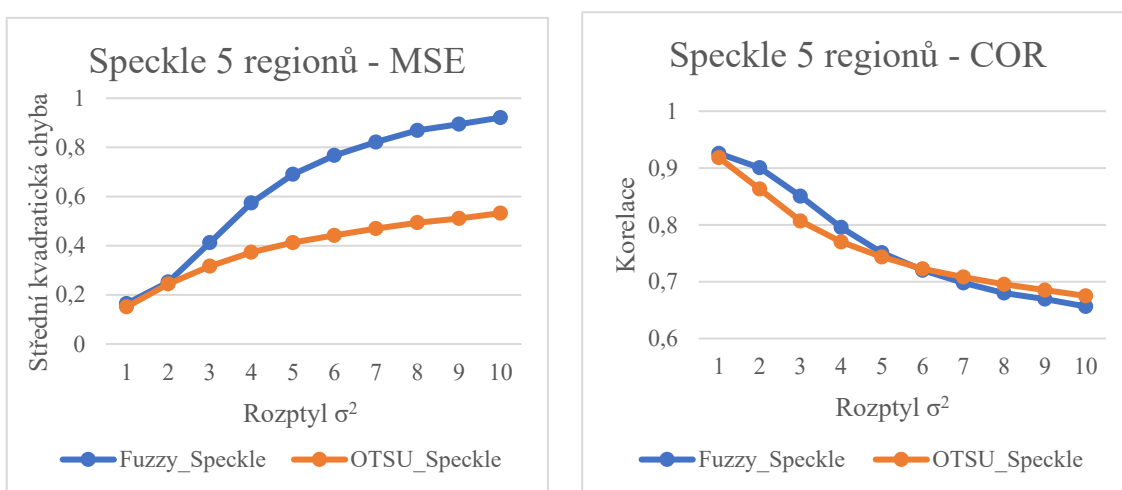 Speckle 5 regionů - MSE
Střední kvadratická chyba
1
0,8
0,6
0,4
0,2
0
1 2 3 4 5 6 7 8 9 10
Rozptyl σ²
Fuzzy_Speckle OTSU_Speckle
Speckle 5 regionů - COR
Korelace
1
0,9
0,8
0,7
0,6
1 2 3 4 5 6 7 8 9 10
Rozptyl σ²
Fuzzy_Speckle OTSU_Speckle